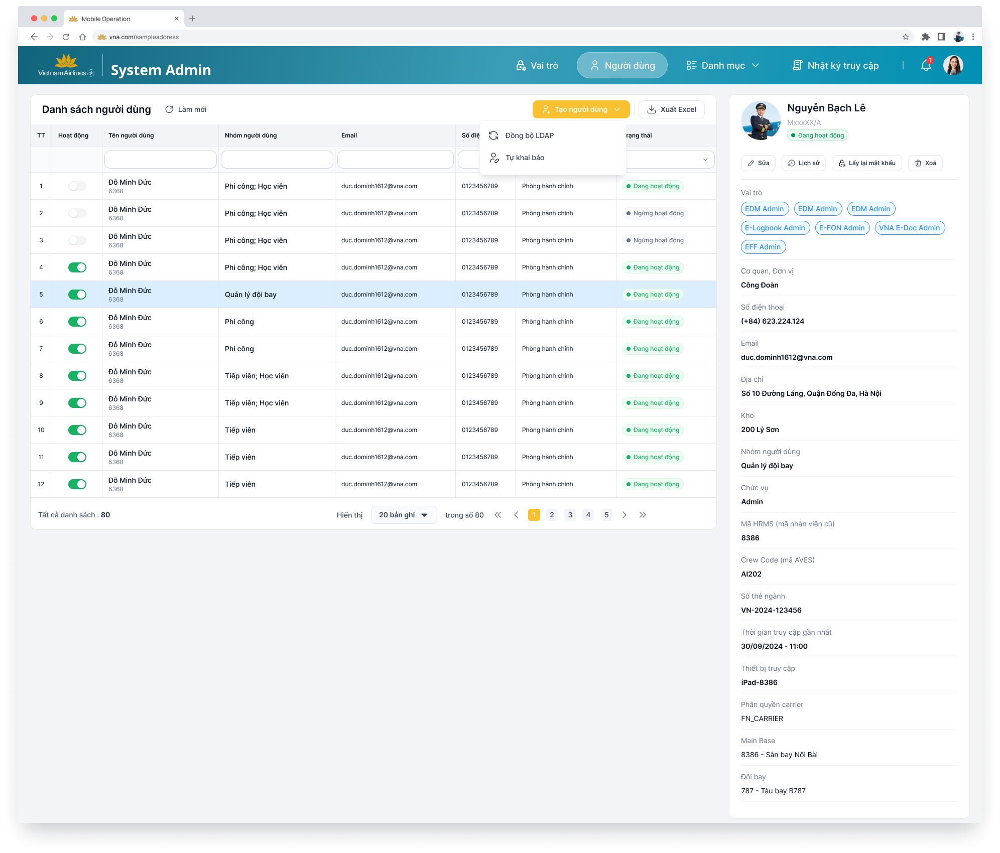 Mobile Operation
vna.com/sampleaddress
Vietnam Airlines
System Admin
Vai trò
Người dùng
Danh mục
Nhật ký truy cập
1
Danh sách người dùng
Làm mới
Tạo người dùng
Xuất Excel
Đồng bộ LDAP
Tự khai báo
TT Hoạt động Tên người dùng Nhóm người dùng Email Số điệ rạng thái
1 Đỗ Minh Đức Phi công; Học viên duc.dominh1612@vna.com 0123456789 Phòng hành chính Đang hoạt động
6368
2 Đỗ Minh Đức Phi công; Học viên duc.dominh1612@vna.com 0123456789 Phòng hành chính Ngừng hoạt động
6368
3 Đỗ Minh Đức Phi công; Học viên duc.dominh1612@vna.com 0123456789 Phòng hành chính Ngừng hoạt động
6368
4 Đỗ Minh Đức Phi công; Học viên duc.dominh1612@vna.com 0123456789 Phòng hành chính Đang hoạt động
6368
5 Đỗ Minh Đức Quản lý đội bay duc.dominh1612@vna.com 0123456789 Phòng hành chính Đang hoạt động
6368
6 Đỗ Minh Đức Phi công duc.dominh1612@vna.com 0123456789 Phòng hành chính Đang hoạt động
6368
7 Đỗ Minh Đức Phi công duc.dominh1612@vna.com 0123456789 Phòng hành chính Đang hoạt động
6368
8 Đỗ Minh Đức Tiếp viên; Học viên duc.dominh1612@vna.com 0123456789 Phòng hành chính Đang hoạt động
6368
9 Đỗ Minh Đức Tiếp viên; Học viên duc.dominh1612@vna.com 0123456789 Phòng hành chính Đang hoạt động
6368
10 Đỗ Minh Đức Tiếp viên duc.dominh1612@vna.com 0123456789 Phòng hành chính Đang hoạt động
6368
11 Đỗ Minh Đức Tiếp viên duc.dominh1612@vna.com 0123456789 Phòng hành chính Đang hoạt động
6368
12 Đỗ Minh Đức Tiếp viên duc.dominh1612@vna.com 0123456789 Phòng hành chính Đang hoạt động
6368
Tất cả danh sách : 80
Hiển thị 20 bản ghi trong số 80 1 2 3 4 5
Nguyễn Bạch Lê
MxxxXX/A
Đang hoạt động
Sửa
Lịch sử
Lấy lại mật khẩu
Xoá
Vai trò
EDM Admin EDM Admin EDM Admin
E-Logbook Admin E-FON Admin VNA E-Doc Admin
EFF Admin
Cơ quan, Đơn vị
Công Đoàn
Số điện thoại
(+84) 623.224.124
Email
duc.dominh1612@vna.com
Địa chỉ
Số 10 Đường Láng, Quận Đống Đa, Hà Nội
Kho
200 Lý Sơn
Nhóm người dùng
Quản lý đội bay
Chức vụ
Admin
Mã HRMS (mã nhân viên cũ)
8386
Crew Code (mã AVES)
AI202
Số thẻ ngành
VN-2024-123456
Thời gian truy cập gần nhất
30/09/2024 - 11:00
Thiết bị truy cập
iPad-8386
Phân quyền carrier
FN_CARRIER
Main Base
8386 - Sân bay Nội Bài
Đội bay
787 - Tàu bay B787